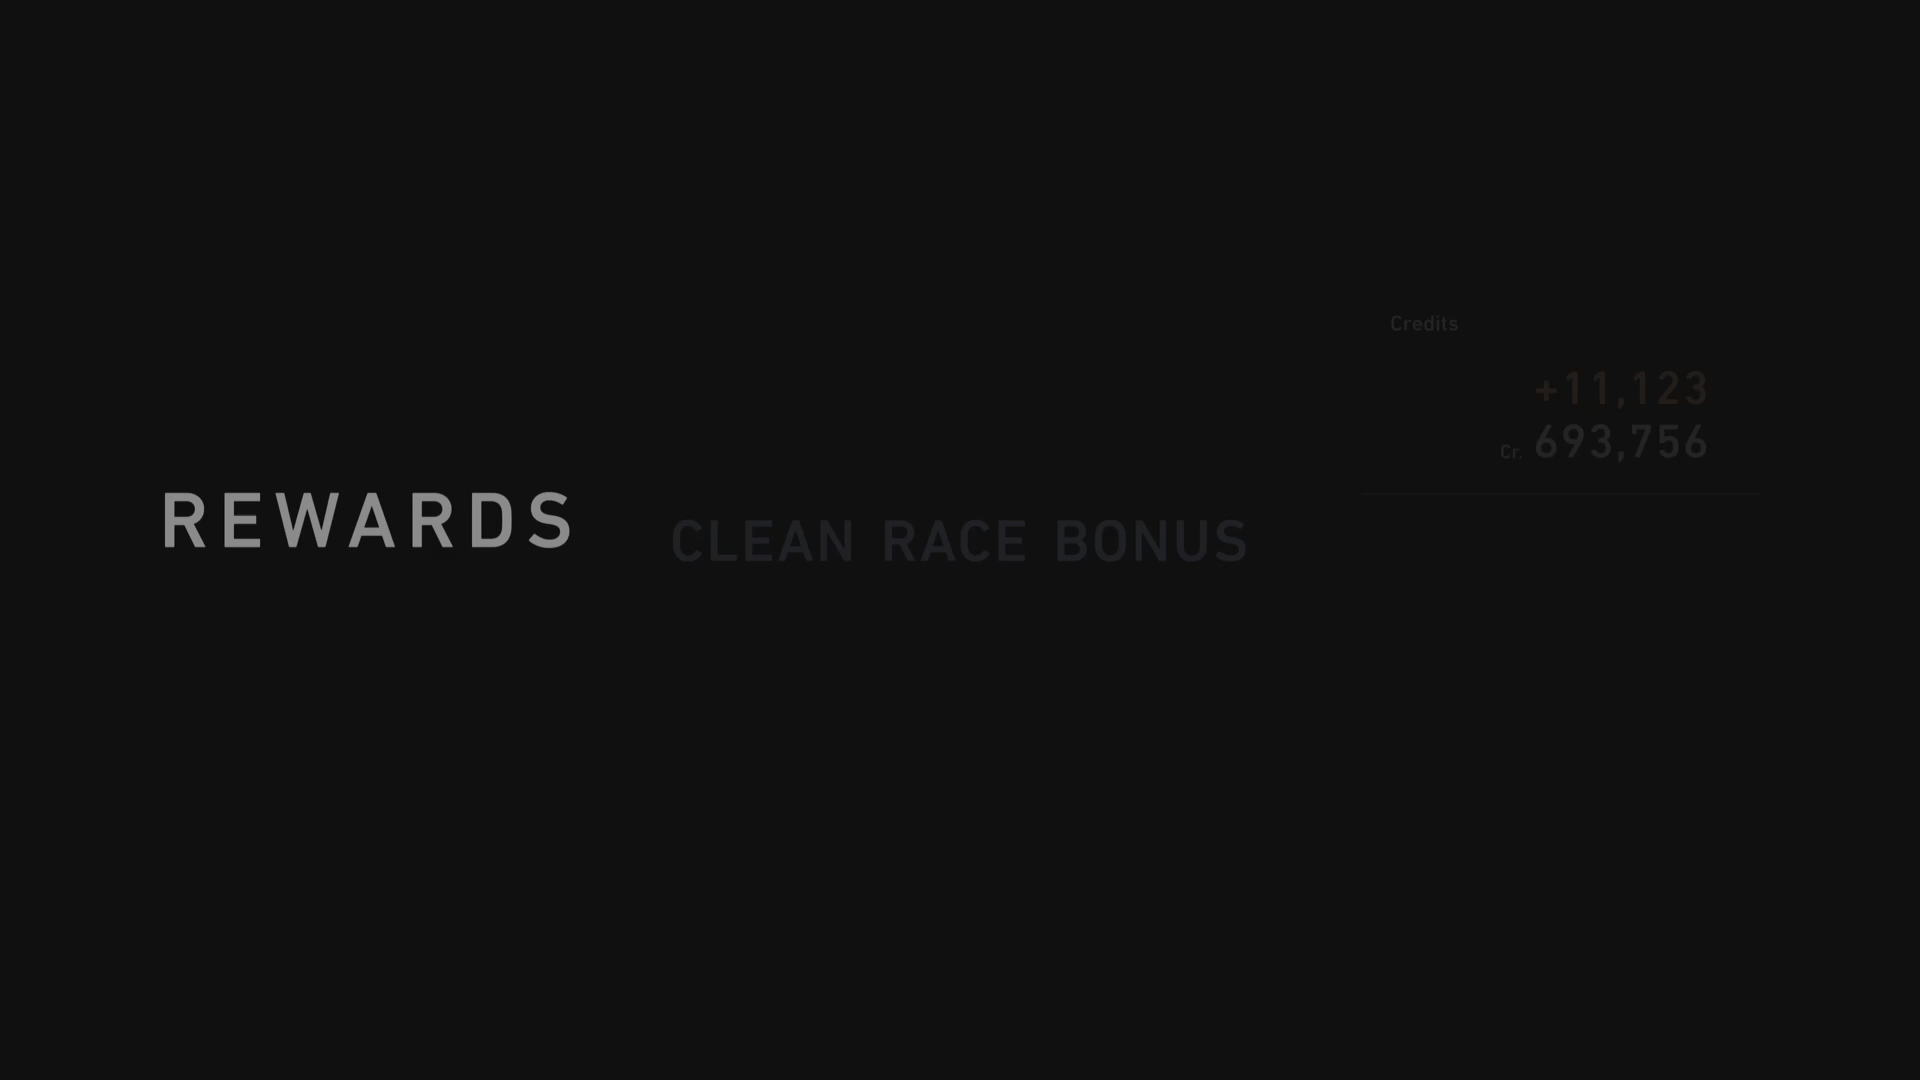 REWARDS
CLEAN RACE BONUS
Credits
+11,123
Cr. 693,756